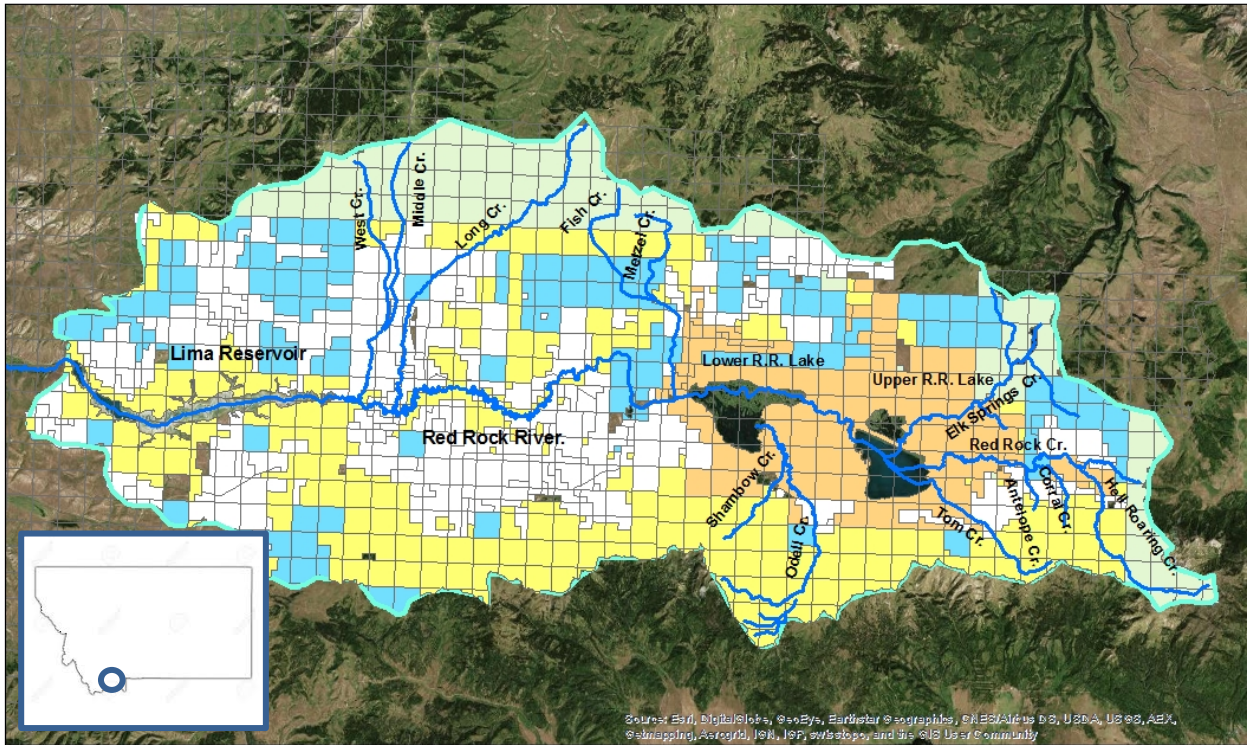 West Cr.
Middle Cr.
Long Cr.
Fish Cr.
Metzel Cr.
Lima Reservoir
Lower R.R. Lake
Upper R.R. Lake
Elk Springs Cr.
Red Rock River.
Red Rock Cr.
Shambow Cr.
Odell Cr.
Tom Cr.
Antelope Cr.
Corral Cr.
Hell Roaring Cr.
Source: Esri, DigitalGlobe, GeoEye, Earthstar Geographics, CNES/Airbus DS, USDA, USGS, AEX,
Getmapping, Aerogrid, IGN, IGP, swisstopo, and the GIS User Community